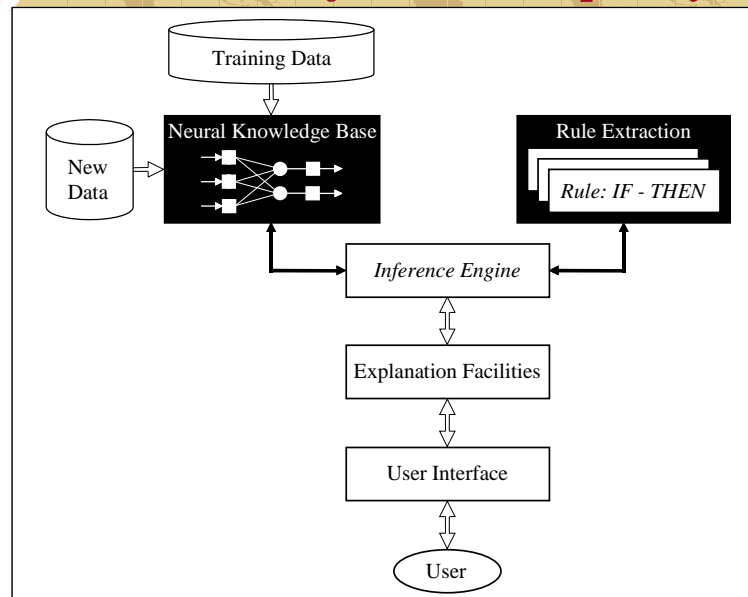 Training Data
Neural Knowledge Base
Rule Extraction
New
Data
Rule: IF - THEN
Inference Engine
Explanation Facilities
User Interface
User